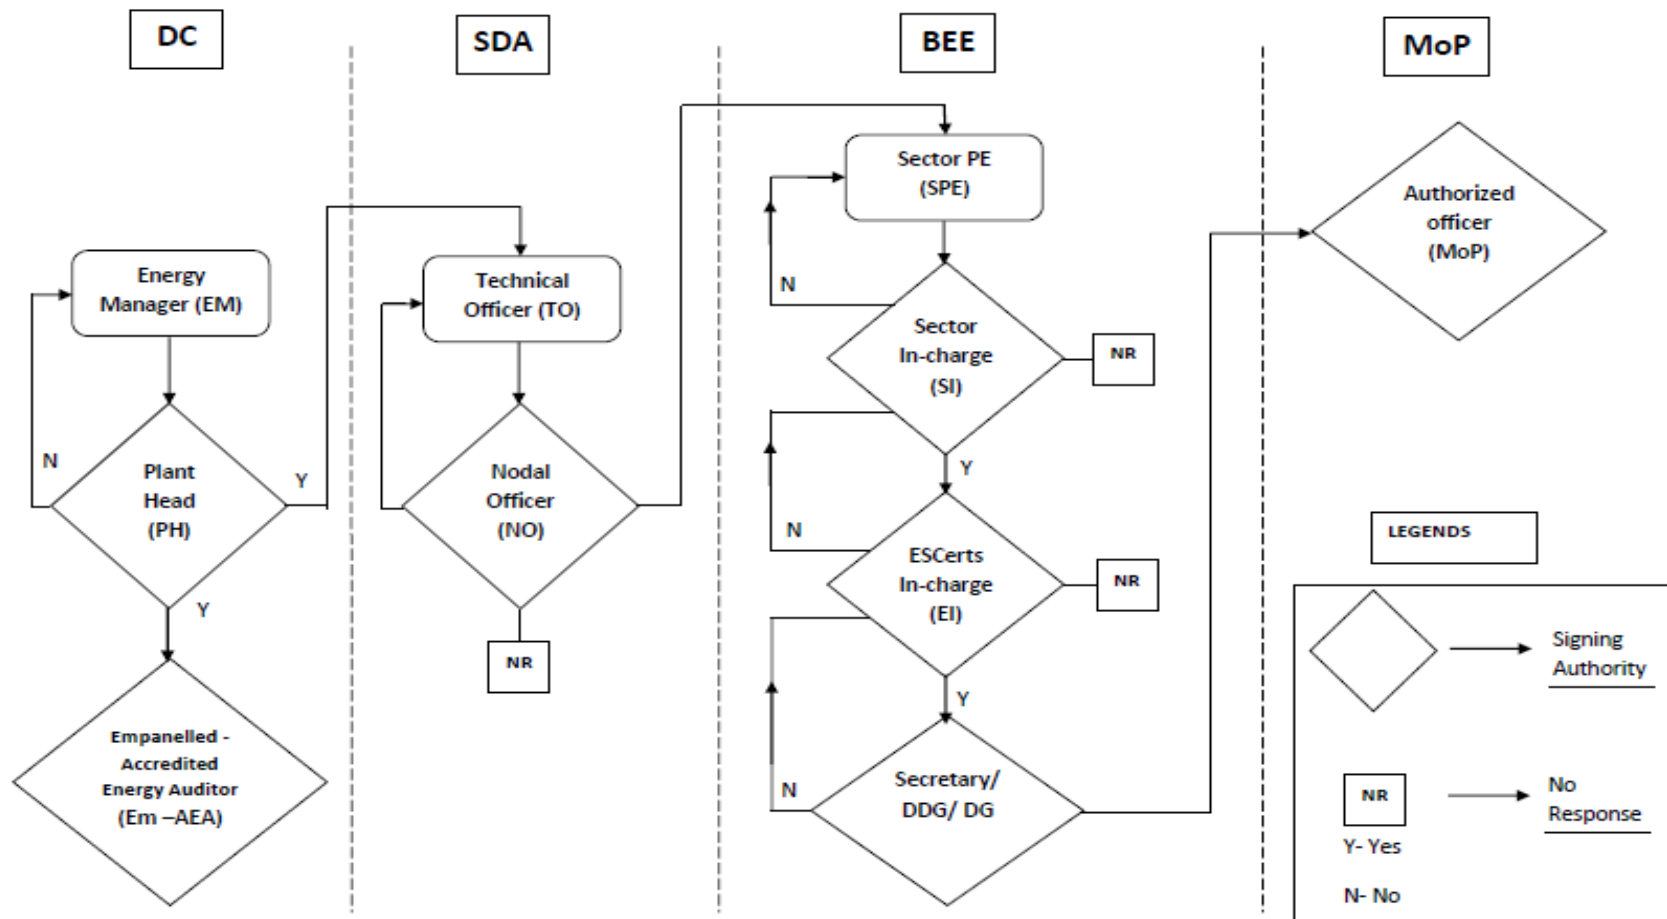 DC
SDA
BEE
MoP
Energy
Manager (EM)
N
Plant
Head
(PH)
Y
Y
Empanelled -
Accredited
Energy Auditor
(Em –AEA)
Technical
Officer (TO)
Nodal
Officer
(NO)
NR
Sector PE
(SPE)
N
Sector
In-charge
(SI)
NR
Y
N
ESCerts
In-charge
(EI)
NR
Y
N
Secretary/
DDG/ DG
Authorized
officer
(MoP)
LEGENDS
Signing
Authority
NR
No
Response
Y- Yes
N- No